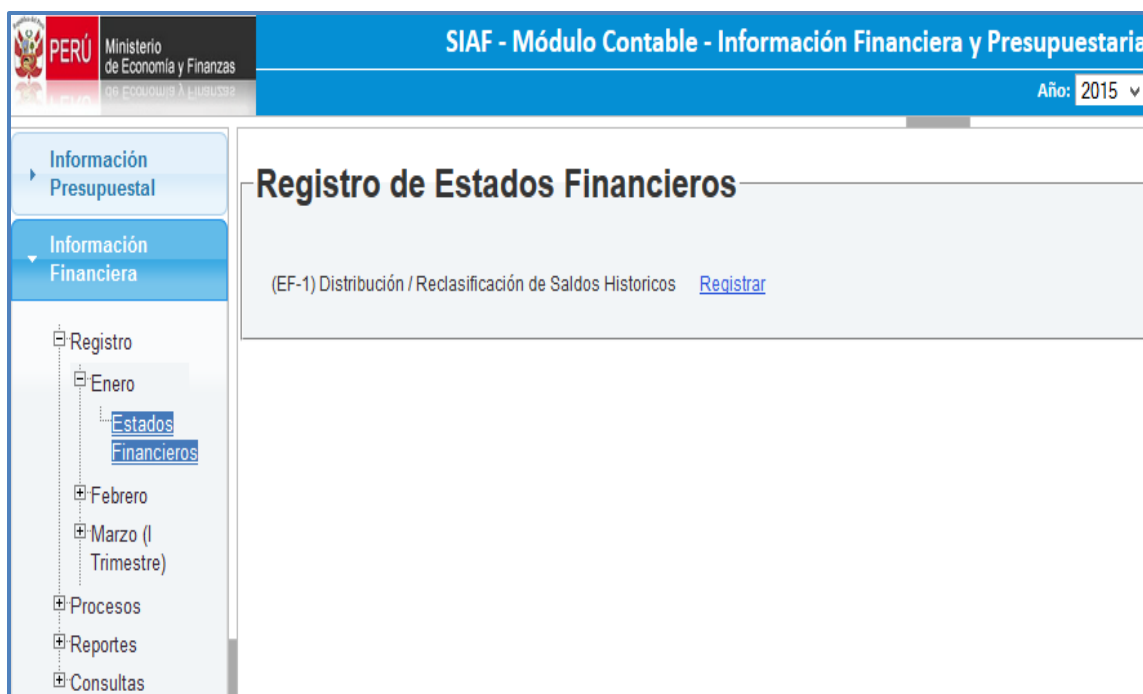 PERÚ
Ministerio
de Economía y Finanzas
SIAF - Módulo Contable - Información Financiera y Presupuestaria
Año: 2015
Información
Presupuestal
Información
Financiera
Registro
Enero
Estados
Financieros
Febrero
Marzo (I
Trimestre)
Procesos
Reportes
Consultas
Registro de Estados Financieros
(EF-1) Distribución / Reclasificación de Saldos Historicos Registrar